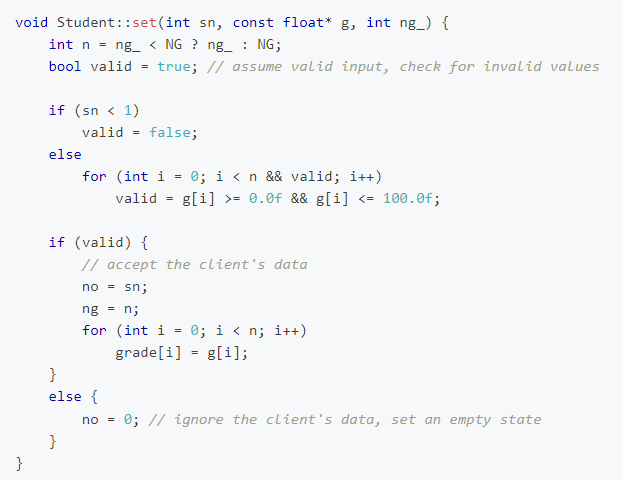 void Student::set(int sn, const float* g, int ng_) {
    int n = ng_ < NG ? ng_ : NG;
    bool valid = true; // assume valid input, check for invalid values

    if (sn < 1)
        valid = false;
    else
        for (int i = 0; i < n && valid; i++)
            valid = g[i] >= 0.0f && g[i] <= 100.0f;

    if (valid) {
        // accept the client's data
        no = sn;
        ng = n;
        for (int i = 0; i < n; i++)
            grade[i] = g[i];
    }
    else {
        no = 0; // ignore the client's data, set an empty state
    }
}